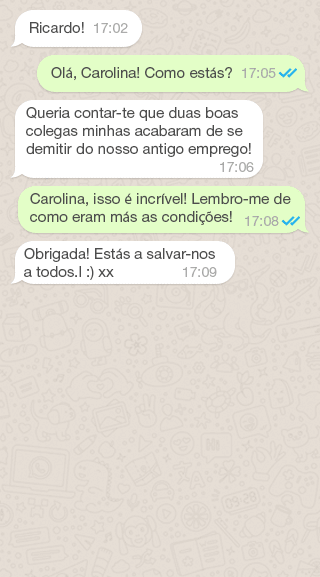 Ricardo! 17:02
Olá, Carolina! Como estás? 17:05
Queria contar-te que duas boas
colegas minhas acabaram de se
demitir do nosso antigo emprego!
17:06
Carolina, isso é incrível! Lembro-me de
como eram más as condições! 17:08
Obrigada! Estás a salvar-nos
a todos.I :) xx 17:09